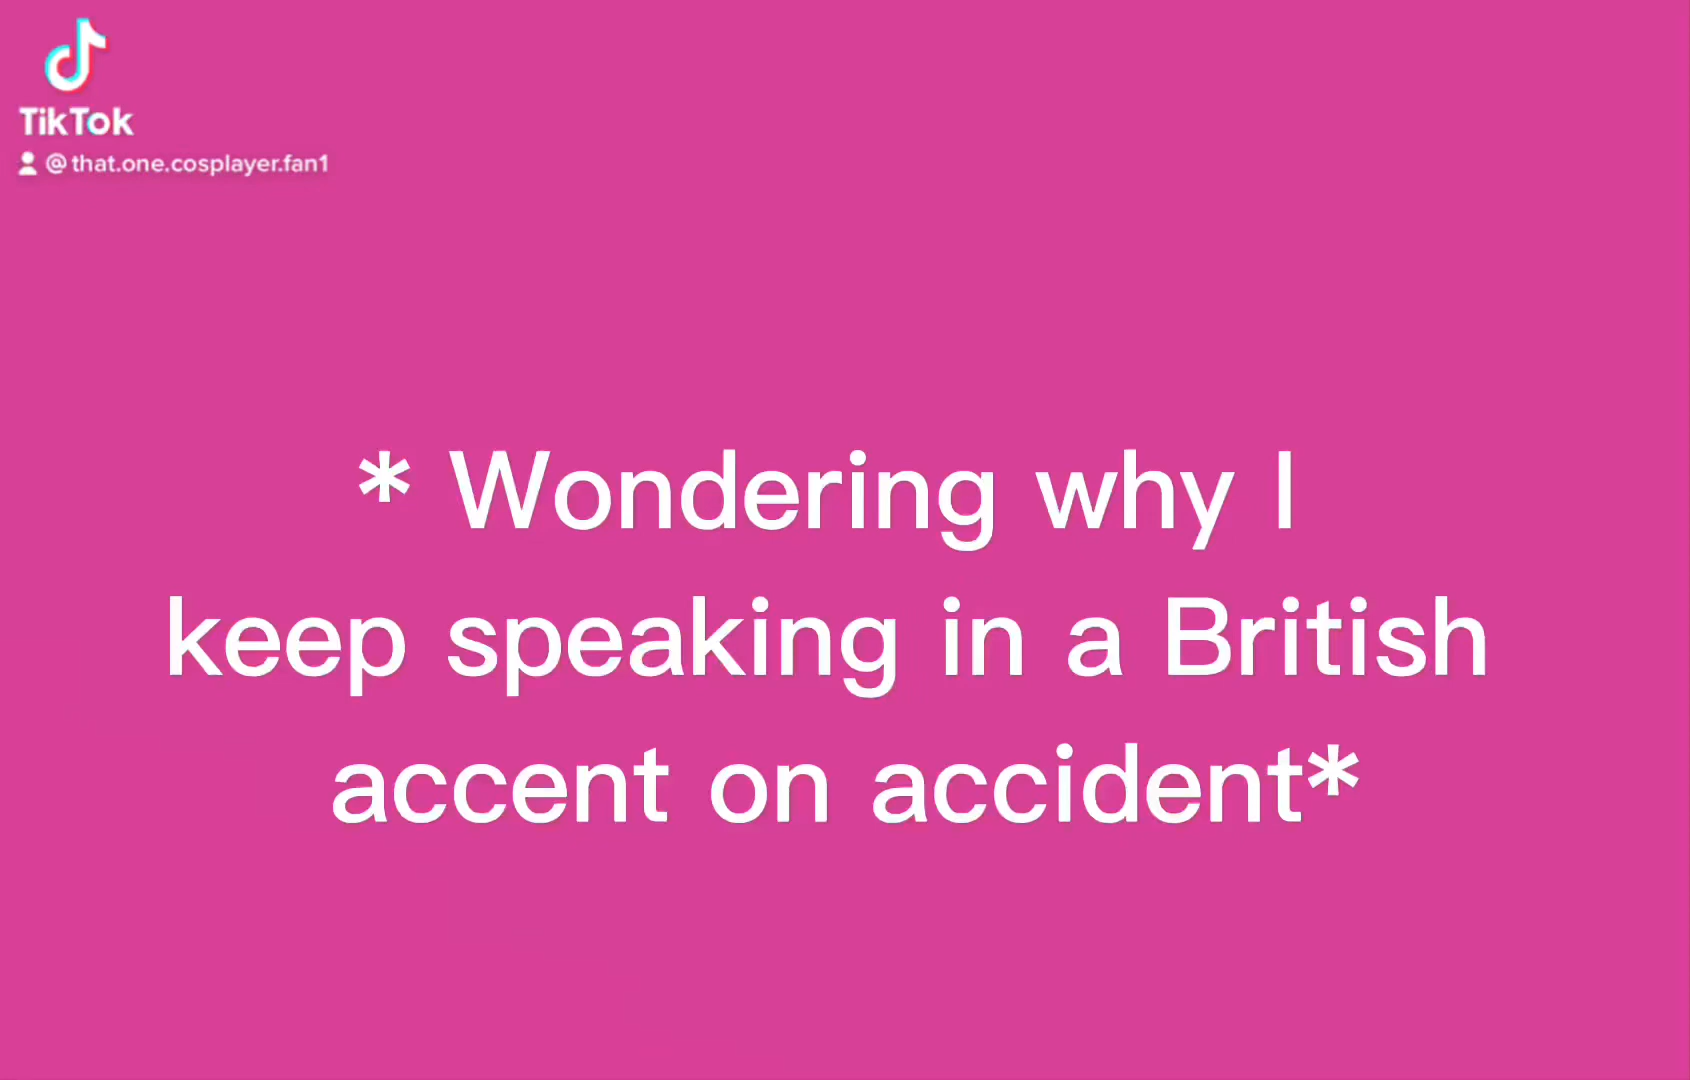 TikTok
@that.one.cosplayer.fan1
* Wondering why I
keep speaking in a British
accent on accident*